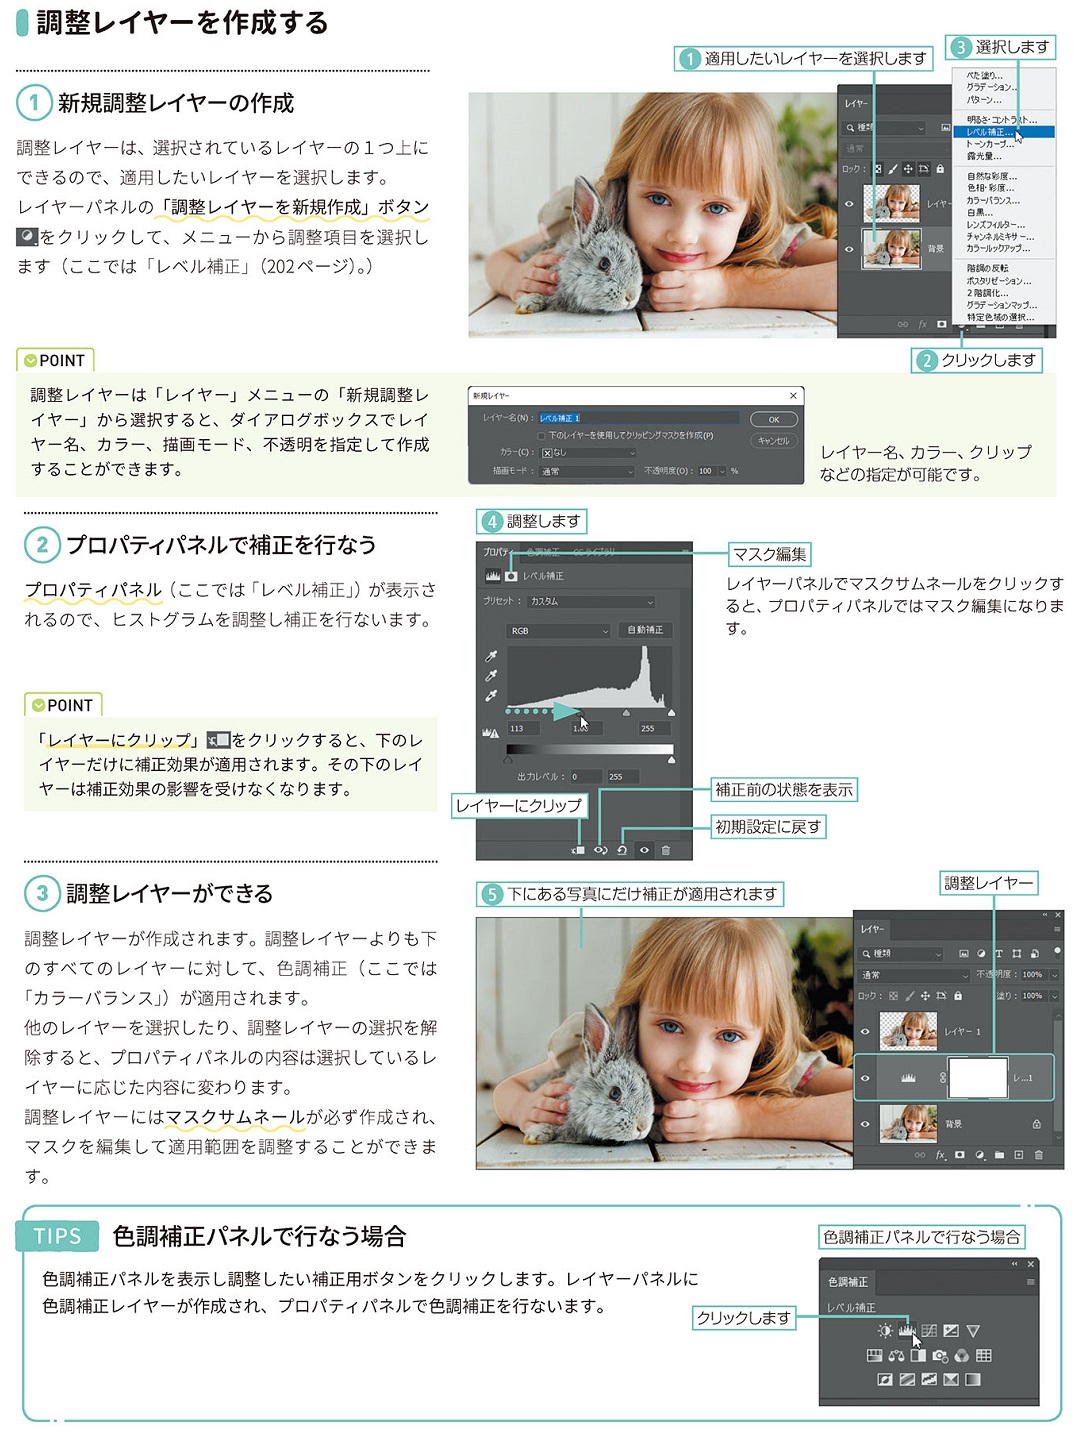 調整レイヤーを作成する
1 新規調整レイヤーの作成
調整レイヤーは、選択されているレイヤーの１つ上に
できるので、適用したいレイヤーを選択します。
レイヤーパネルの「調整レイヤーを新規作成」ボタン
をクリックして、メニューから調整項目を選択し
ます（ここでは「レベル補正」（202ページ）。）
1 適用したいレイヤーを選択します
3 選択します
レイヤー
種類
通常
ロック：
レイヤー
背景
fx
べた塗り...
グラデーション...
パターン...
明るさ・コントラスト...
レベル補正...
トーンカーブ...
露光量...
自然な彩度...
色相・彩度...
カラーバランス...
白黒...
レンズフィルター...
チャンネルミキサー...
カラールックアップ...
階調の反転
ポスタリゼーション...
2 階調化...
グラデーションマップ...
特定色域の選択...
2 クリックします
POINT
調整レイヤーは「レイヤー」メニューの「新規調整レ
イヤー」から選択すると、ダイアログボックスでレイ
ヤー名、カラー、描画モード、不透明を指定して作成
することができます。
新規レイヤー
レイヤー名(N)： レベル補正 1
OK
下のレイヤーを使用してクリッピングマスクを作成(P)
キャンセル
カラー(C)： なし
描画モード： 通常 不透明度(O)： 100 %
レイヤー名、カラー、クリップ
などの指定が可能です。
2 プロパティパネルで補正を行なう
プロパティパネル（ここでは「レベル補正」）が表示さ
れるので、ヒストグラムを調整し補正を行ないます。
POINT
「レイヤーにクリップ」をクリックすると、下のレ
イヤーだけに補正効果が適用されます。その下のレイ
ヤーは補正効果の影響を受けなくなります。
4 調整します
プロパティ 色調補正 CC ライブラリ
レベル補正
プリセット： カスタム
RGB 自動補正
113 1.00 255
出力レベル： 0 255
マスク編集
レイヤーパネルでマスクサムネールをクリックす
ると、プロパティパネルではマスク編集になりま
す。
補正前の状態を表示
レイヤーにクリップ
初期設定に戻す
3 調整レイヤーができる
調整レイヤーが作成されます。調整レイヤーよりも下
のすべてのレイヤーに対して、色調補正（ここでは
「カラーバランス」）が適用されます。
他のレイヤーを選択したり、調整レイヤーの選択を解
除すると、プロパティパネルの内容は選択しているレ
イヤーに応じた内容に変わります。
調整レイヤーにはマスクサムネールが必ず作成され、
マスクを編集して適用範囲を調整することができま
す。
5 下にある写真にだけ補正が適用されます
調整レイヤー
レイヤー
種類
通常 不透明度： 100%
ロック： 塗り： 100%
レイヤー 1
レ...1
背景
fx
TIPS 色調補正パネルで行なう場合
色調補正パネルを表示し調整したい補正用ボタンをクリックします。レイヤーパネルに
色調補正レイヤーが作成され、プロパティパネルで色調補正を行ないます。
色調補正パネルで行なう場合
色調補正
レベル補正
クリックします